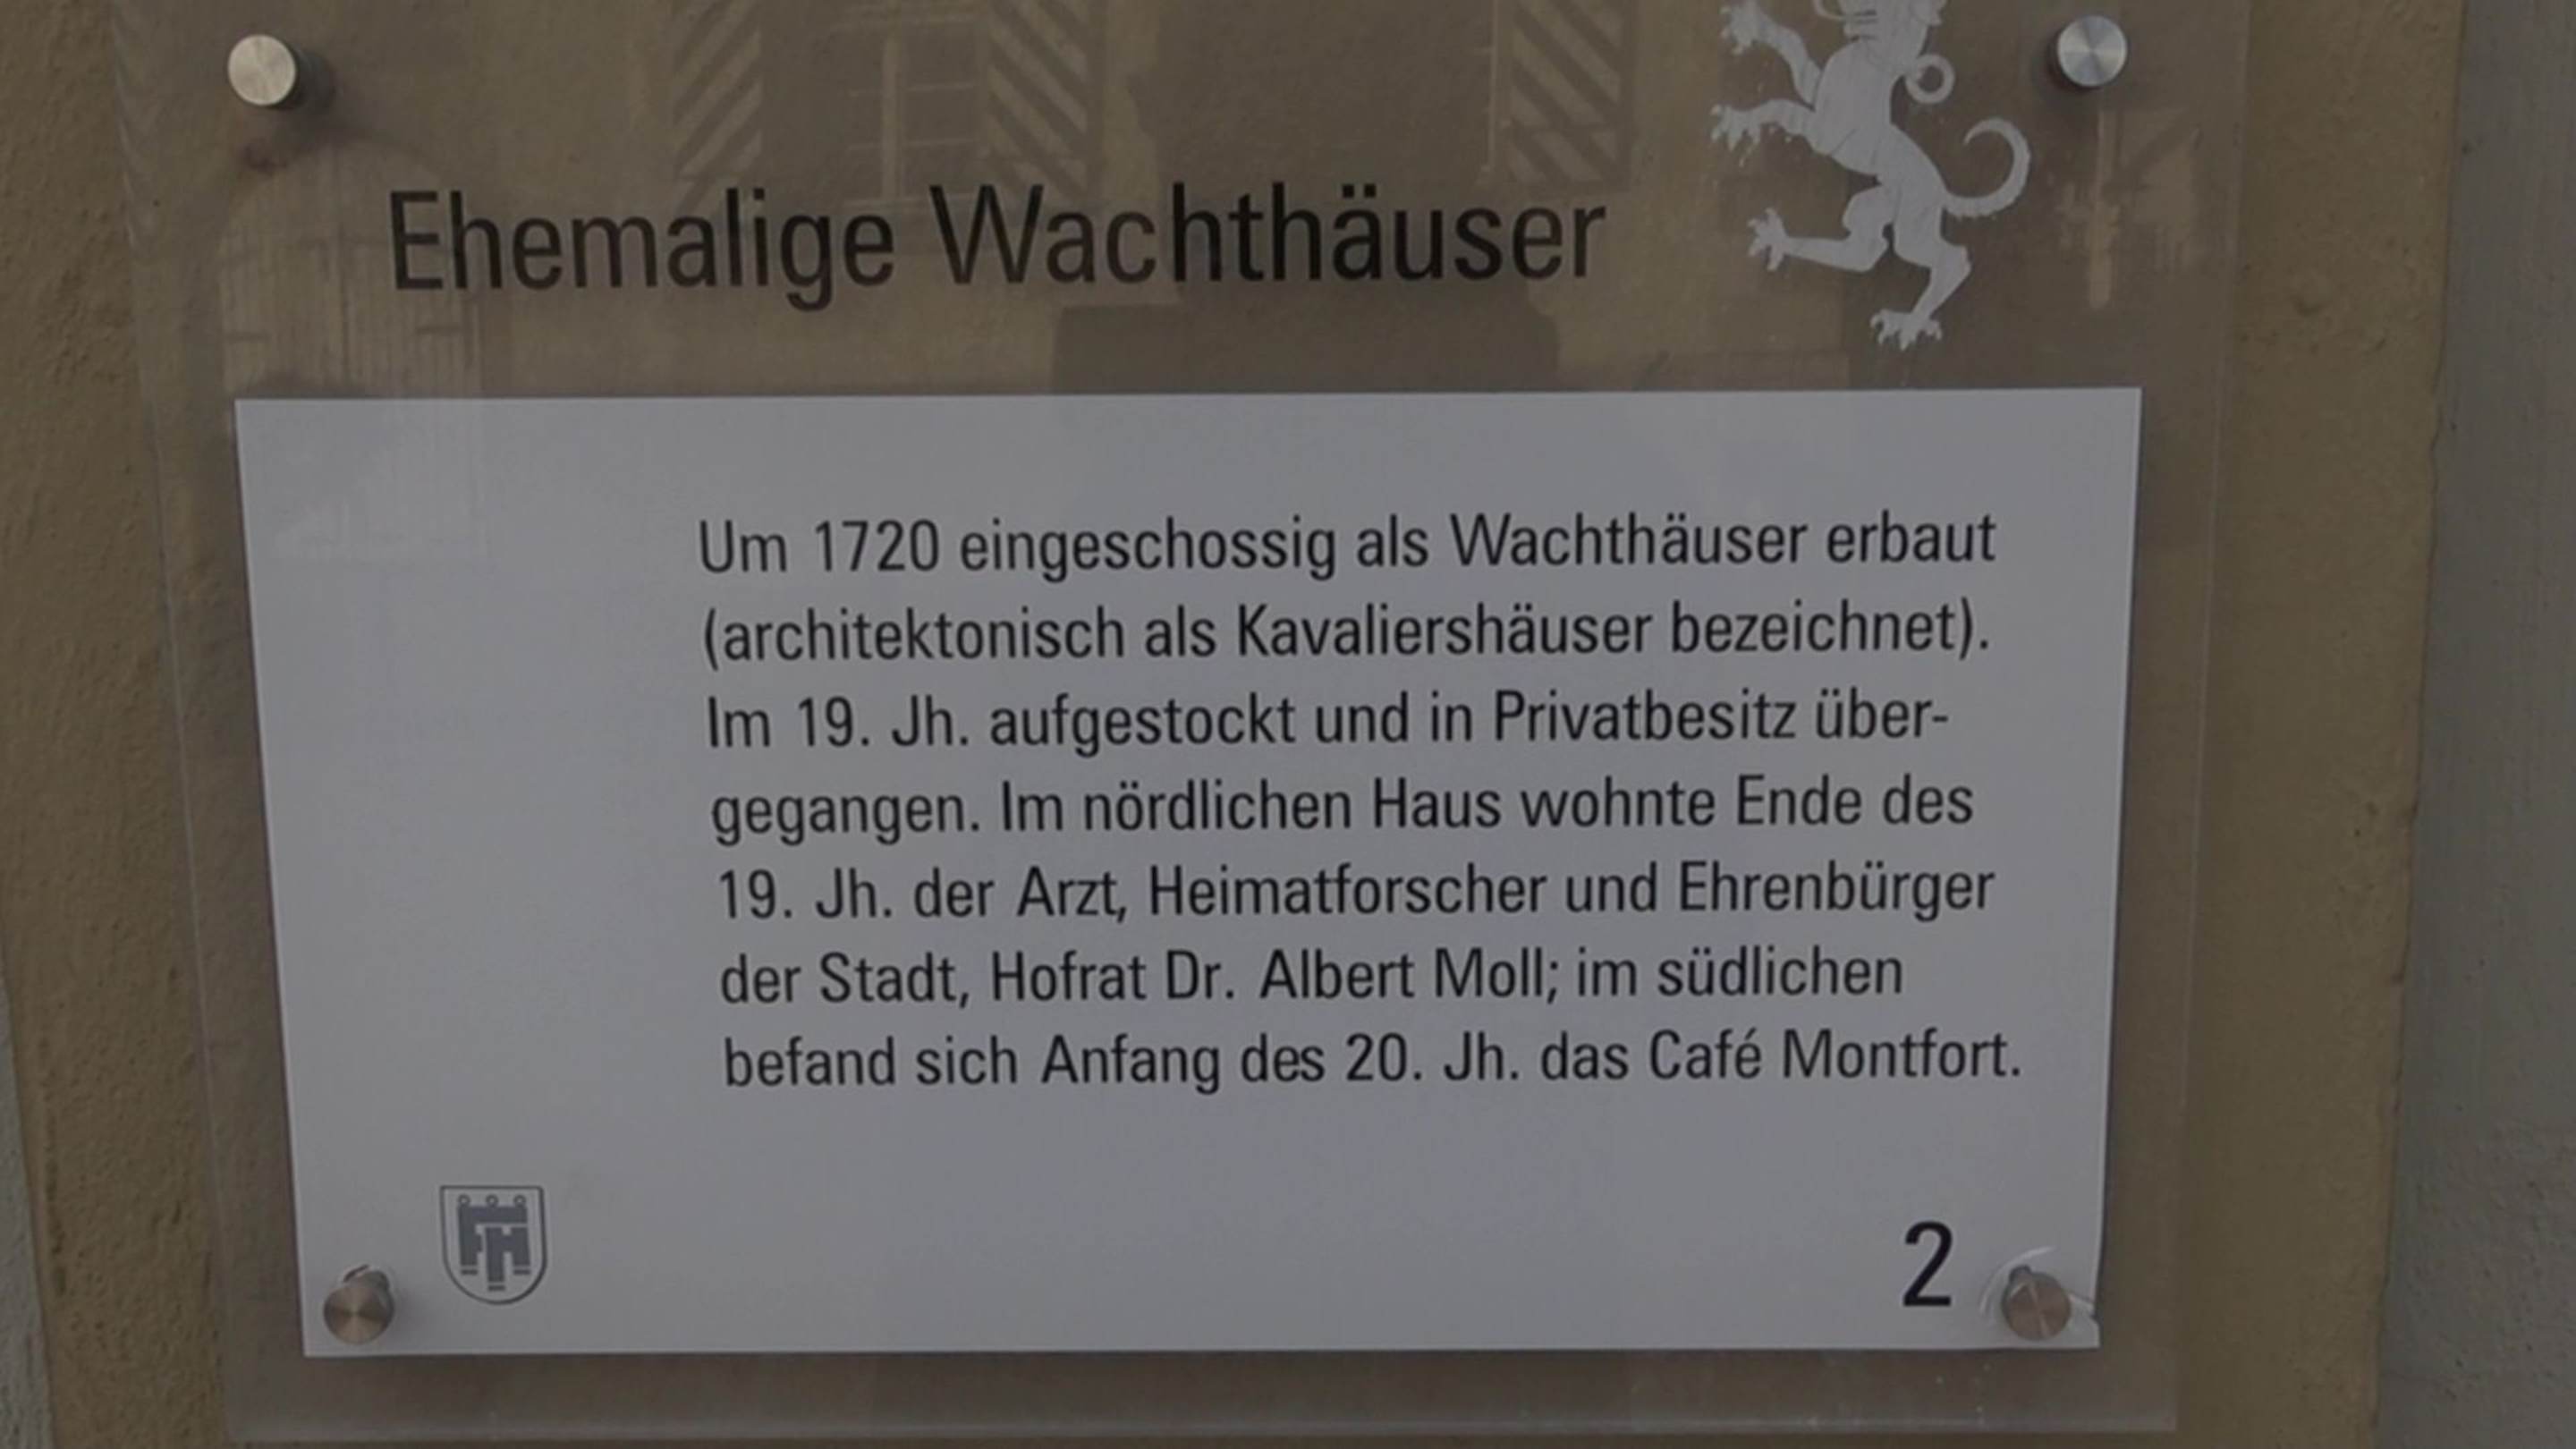 Ehemalige Wachthäuser
Um 1720 eingeschossig als Wachthäuser erbaut
(architektonisch als Kavaliershäuser bezeichnet).
Im 19. Jh. aufgestockt und in Privatbesitz über-
gegangen. Im nördlichen Haus wohnte Ende des
19. Jh. der Arzt, Heimatforscher und Ehrenbürger
der Stadt, Hofrat Dr. Albert Moll; im südlichen
befand sich Anfang des 20. Jh. das Café Montfort.
2